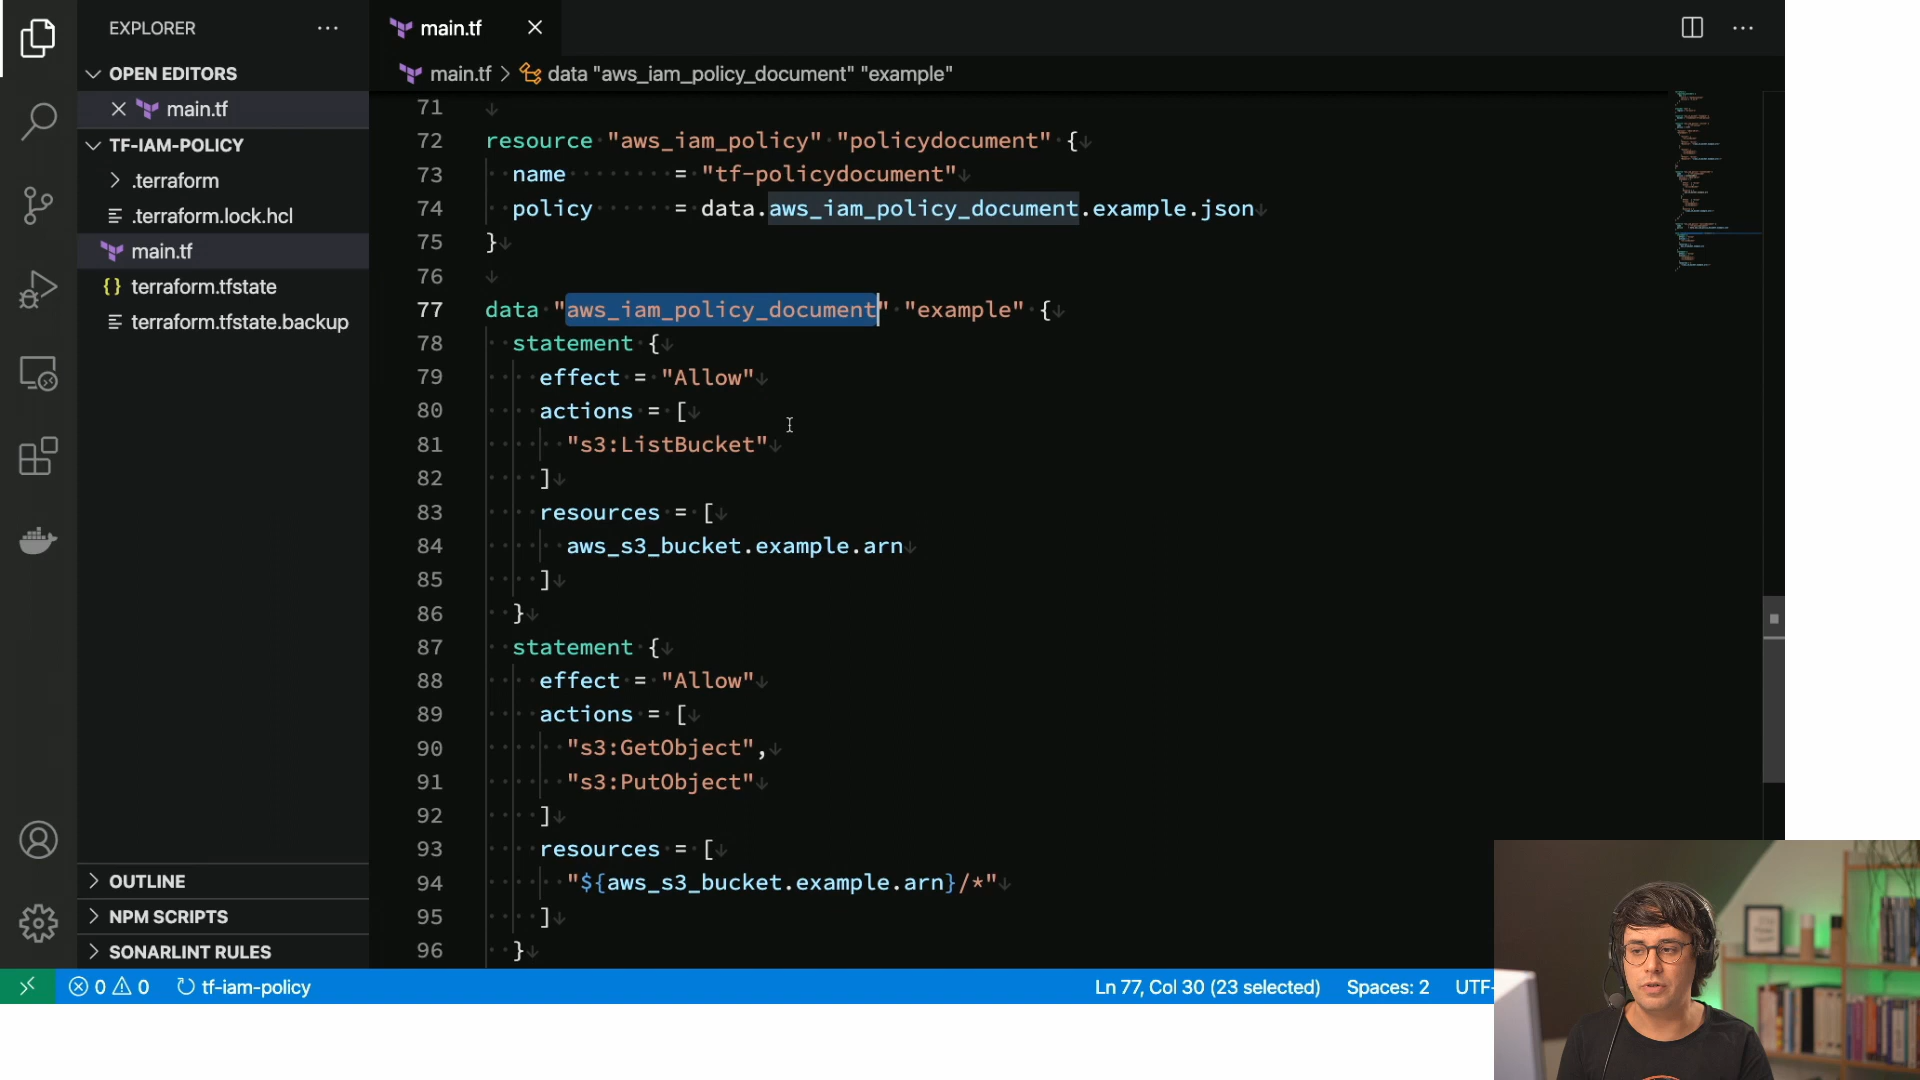 EXPLORER
OPEN EDITORS
main.tf
TF-IAM-POLICY
.terraform
.terraform.lock.hcl
main.tf
terraform.tfstate
terraform.tfstate.backup
OUTLINE
NPM SCRIPTS
SONARLINT RULES
main.tf
main.tf > data "aws_iam_policy_document" "example"
71
72 resource "aws_iam_policy" "policydocument" {
73 name = "tf-policydocument"
74 policy = data.aws_iam_policy_document.example.json
75 }
76
77 data "aws_iam_policy_document" "example" {
78 statement {
79 effect = "Allow"
80 actions = [
81 "s3:ListBucket"
82 ]
83 resources = [
84 aws_s3_bucket.example.arn
85 ]
86 }
87 statement {
88 effect = "Allow"
89 actions = [
90 "s3:GetObject",
91 "s3:PutObject"
92 ]
93 resources = [
94 "${aws_s3_bucket.example.arn}/*"
95 ]
96 }
0 0 tf-iam-policy Ln 77, Col 30 (23 selected) Spaces: 2 UTF-